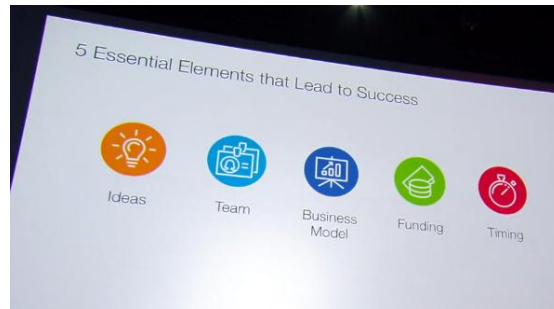 5 Essential Elements that Lead to Success
Ideas
Team
Business
Model
Funding
Timing